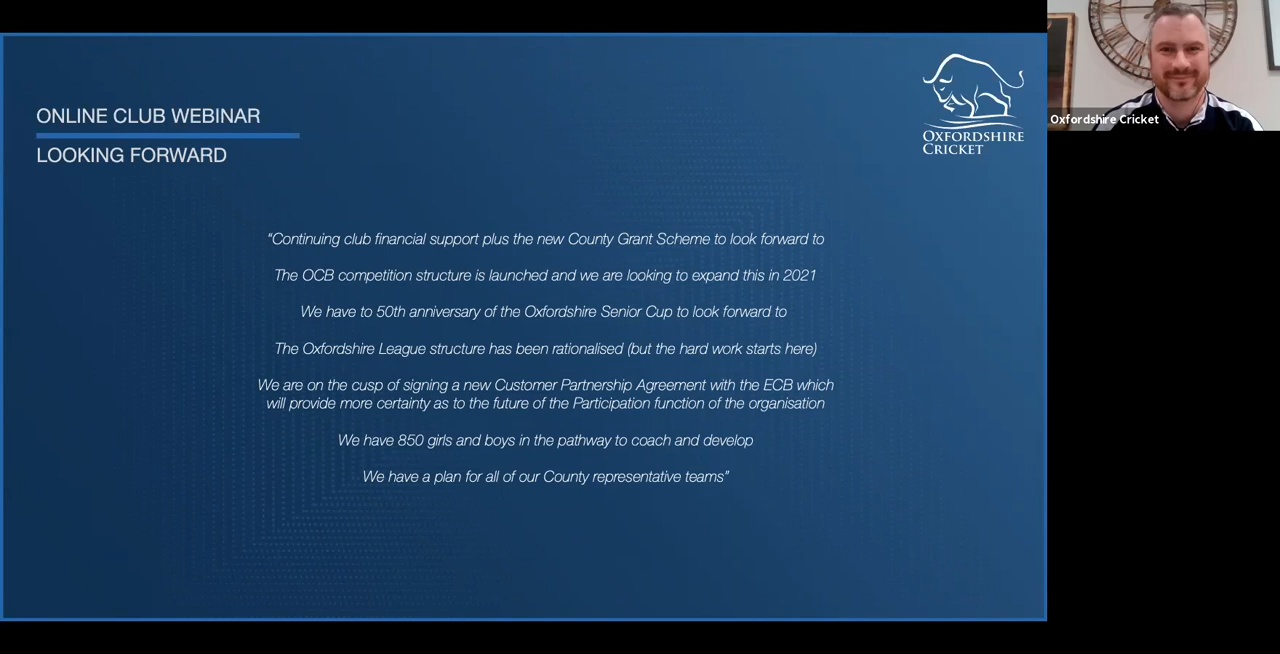 ONLINE CLUB WEBINAR
LOOKING FORWARD
OXFORDSHIRE
CRICKET
Oxfordshire Cricket
“Continuing club financial support plus the new County Grant Scheme to look forward to
The OCB competition structure is launched and we are looking to expand this in 2021
We have to 50th anniversary of the Oxfordshire Senior Cup to look forward to
The Oxfordshire League structure has been rationalised (but the hard work starts here)
We are on the cusp of signing a new Customer Partnership Agreement with the ECB which
will provide more certainty as to the future of the Participation function of the organisation
We have 850 girls and boys in the pathway to coach and develop
We have a plan for all of our County representative teams”